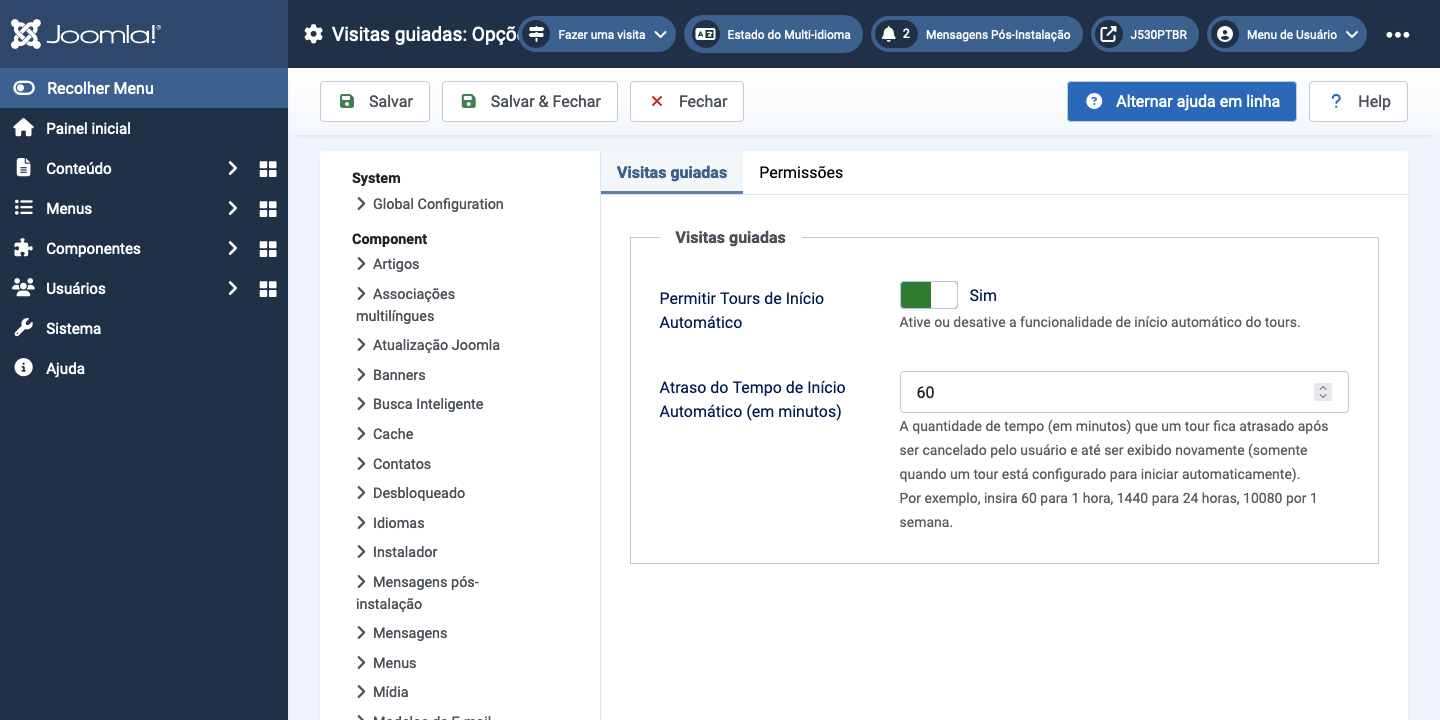 Joomla!®
Visitas guiadas: Opçõ
Fazer uma visita
Estado do Multi-idioma
2 Mensagens Pós-Instalação
J530PTBR
Menu de Usuário
Recolher Menu
Painel inicial
Conteúdo
Menus
Componentes
Usuários
Sistema
Ajuda
Salvar
Salvar & Fechar
Fechar
Alternar ajuda em linha
Help
System
Global Configuration
Component
Artigos
Associações
multilíngues
Atualização Joomla
Banners
Busca Inteligente
Cache
Contatos
Desbloqueado
Idiomas
Instalador
Mensagens pós-
instalação
Mensagens
Menus
Mídia
Modelos de E-mail
Visitas guiadas
Permissões
Visitas guiadas
Permitir Tours de Início
Automático
Sim
Ative ou desative a funcionalidade de início automático do tours.
Atraso do Tempo de Início
Automático (em minutos)
60
A quantidade de tempo (em minutos) que um tour fica atrasado após
ser cancelado pelo usuário e até ser exibido novamente (somente
quando um tour está configurado para iniciar automaticamente).
Por exemplo, insira 60 para 1 hora, 1440 para 24 horas, 10080 por 1
semana.